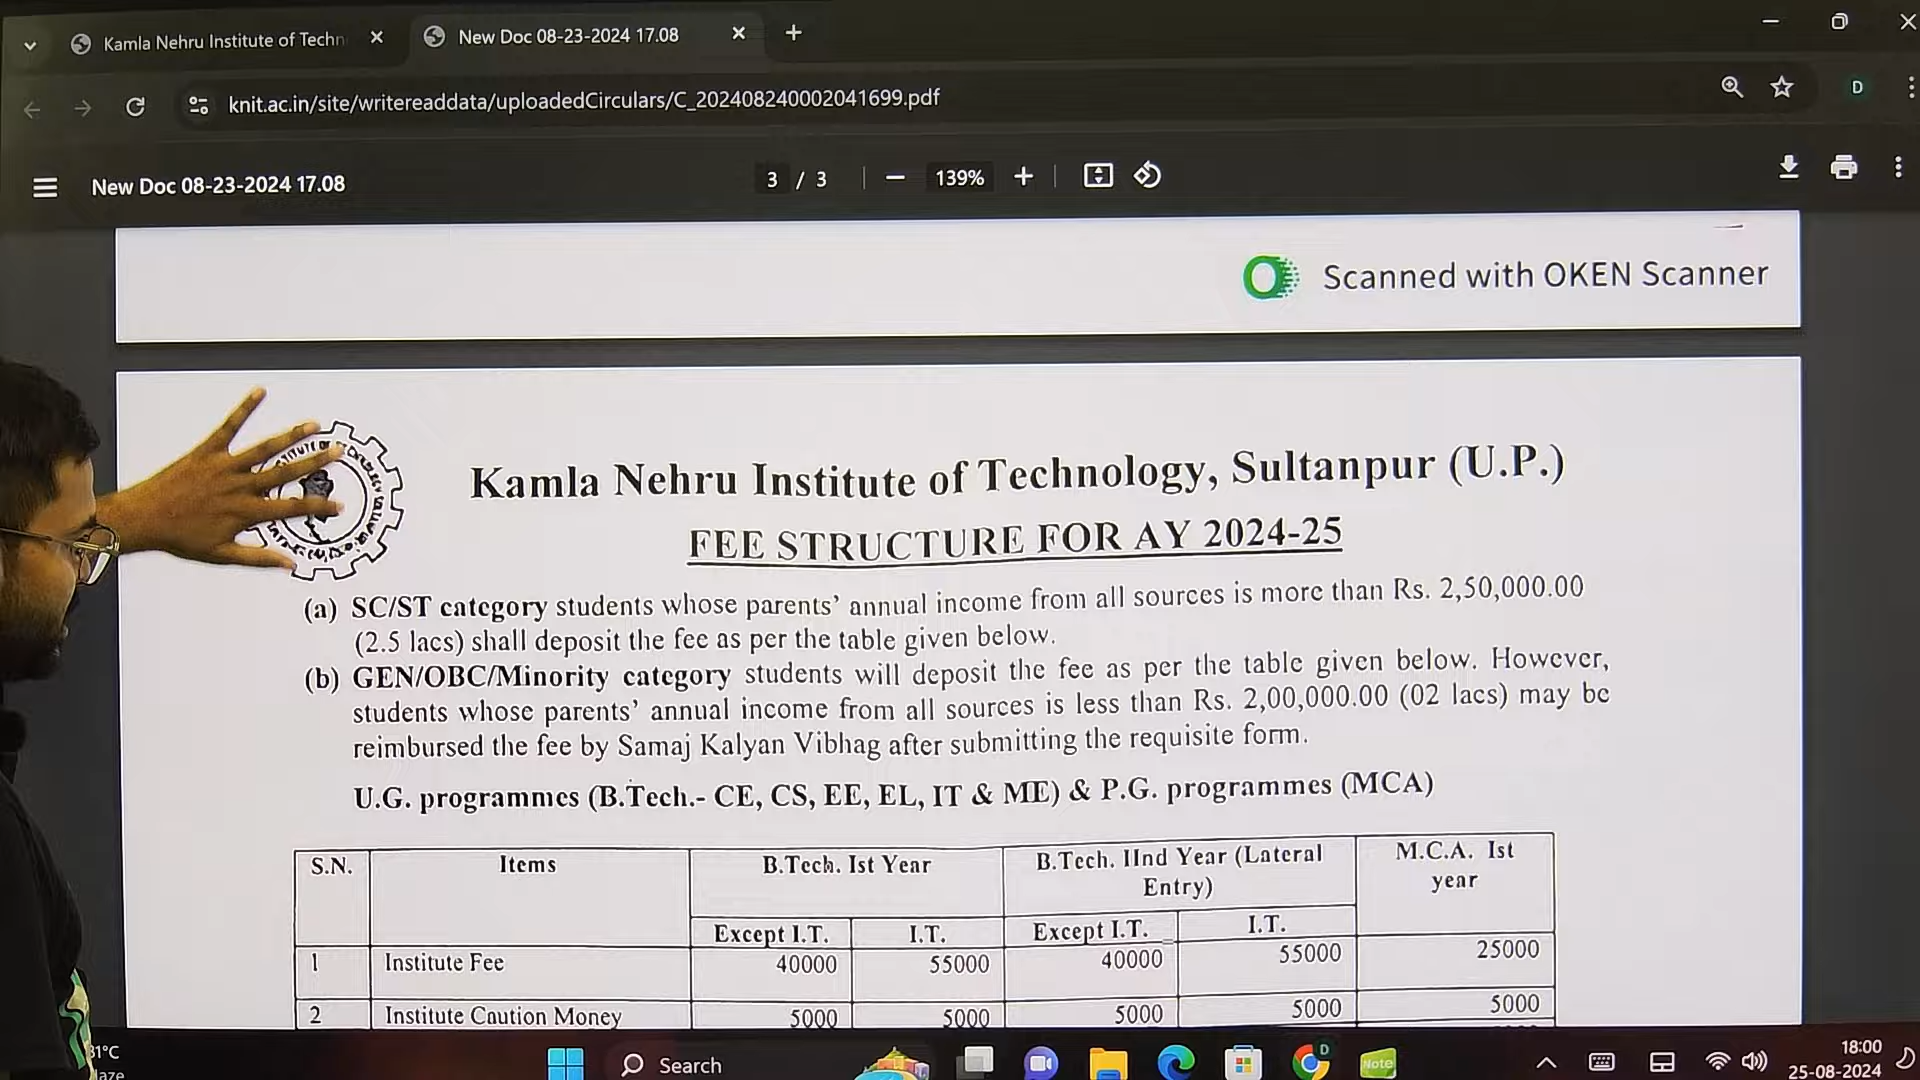 Kamla Nehru Institute of Techn
New Doc 08-23-2024 17.08
knit.ac.in/site/writereaddata/uploadedCirculars/C_202408240002041699.pdf
D
New Doc 08-23-2024 17.08
3 / 3
139%
Scanned with OKEN Scanner
Kamla Nehru Institute of Technology, Sultanpur (U.P.)
FEE STRUCTURE FOR AY 2024-25
(a) SC/ST category students whose parents' annual income from all sources is more than Rs. 2,50,000.00
(2.5 lacs) shall deposit the fee as per the table given below.
(b) GEN/OBC/Minority category students will deposit the fee as per the table given below. However,
students whose parents' annual income from all sources is less than Rs. 2,00,000.00 (02 lacs) may be
reimbursed the fee by Samaj Kalyan Vibhag after submitting the requisite form.
U.G. programmes (B.Tech.- CE, CS, EE, EL, IT & ME) & P.G. programmes (MCA)
S.N. Items B.Tech. Ist Year B.Tech. IInd Year (Lateral Entry) M.C.A. Ist year
Except I.T. I.T. Except I.T. I.T.
1 Institute Fee 40000 55000 40000 55000 25000
2 Institute Caution Money 5000 5000 5000 5000 5000
31°C
Search
D
Note
18:00
25-08-2024